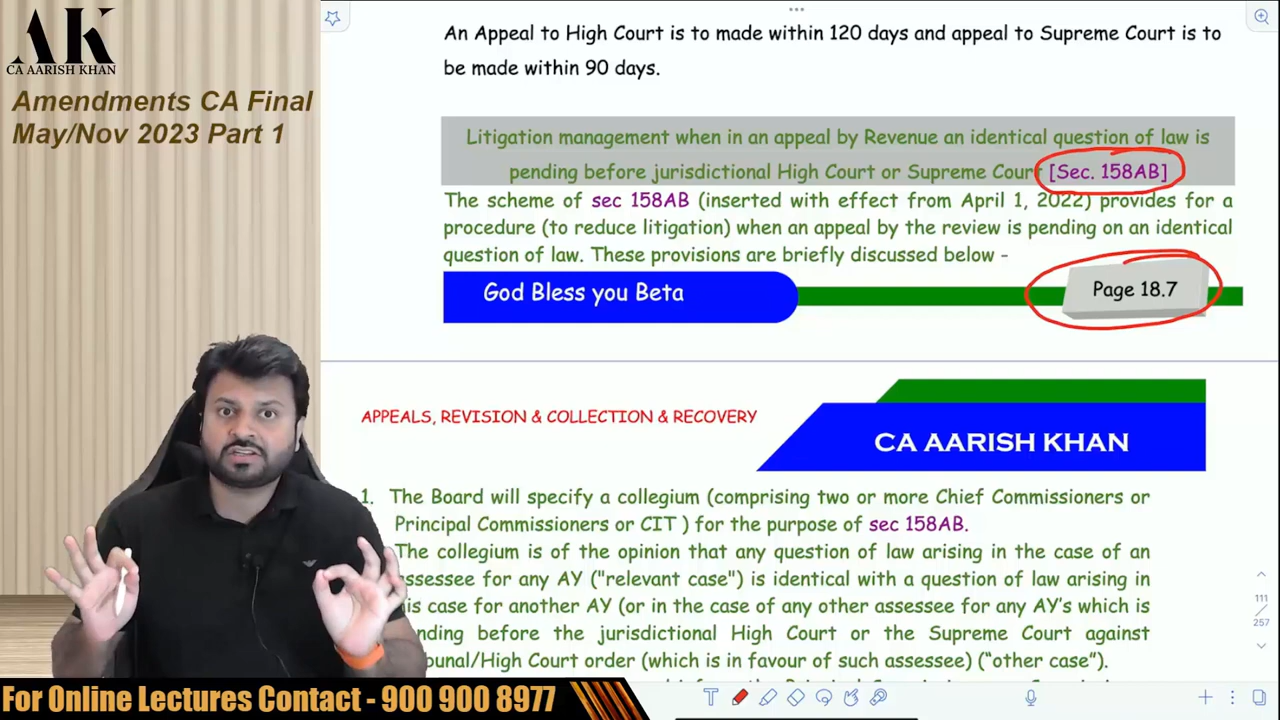 AK
CA AARISH KHAN
Amendments CA Final
May/Nov 2023 Part 1
An Appeal to High Court is to made within 120 days and appeal to Supreme Court is to
be made within 90 days.
Litigation management when in an appeal by Revenue an identical question of law is
pending before jurisdictional High Court or Supreme Court [Sec. 158AB]
The scheme of sec 158AB (inserted with effect from April 1, 2022) provides for a
procedure (to reduce litigation) when an appeal by the review is pending on an identical
question of law. These provisions are briefly discussed below -
God Bless you Beta
Page 18.7
APPEALS, REVISION & COLLECTION & RECOVERY
CA AARISH KHAN
1. The Board will specify a collegium (comprising two or more Chief Commissioners or
Principal Commissioners or CIT ) for the purpose of sec 158AB.
The collegium is of the opinion that any question of law arising in the case of an
assessee for any AY ("relevant case") is identical with a question of law arising in
case for another AY (or in the case of any other assessee for any AY's which is
before the jurisdictional High Court or the Supreme Court against
order (which is in favour of such assessee) ("other case").
111
257
For Online Lectures Contact - 900 900 8977